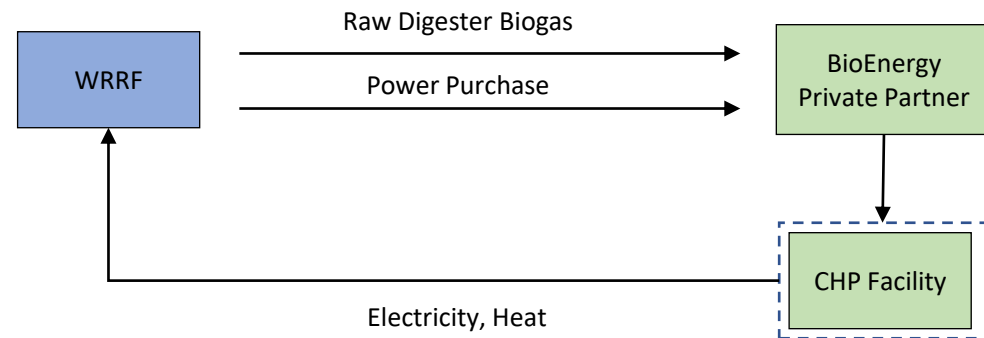 Raw Digester Biogas
WRRF
Power Purchase
BioEnergy
Private Partner
CHP Facility
Electricity, Heat